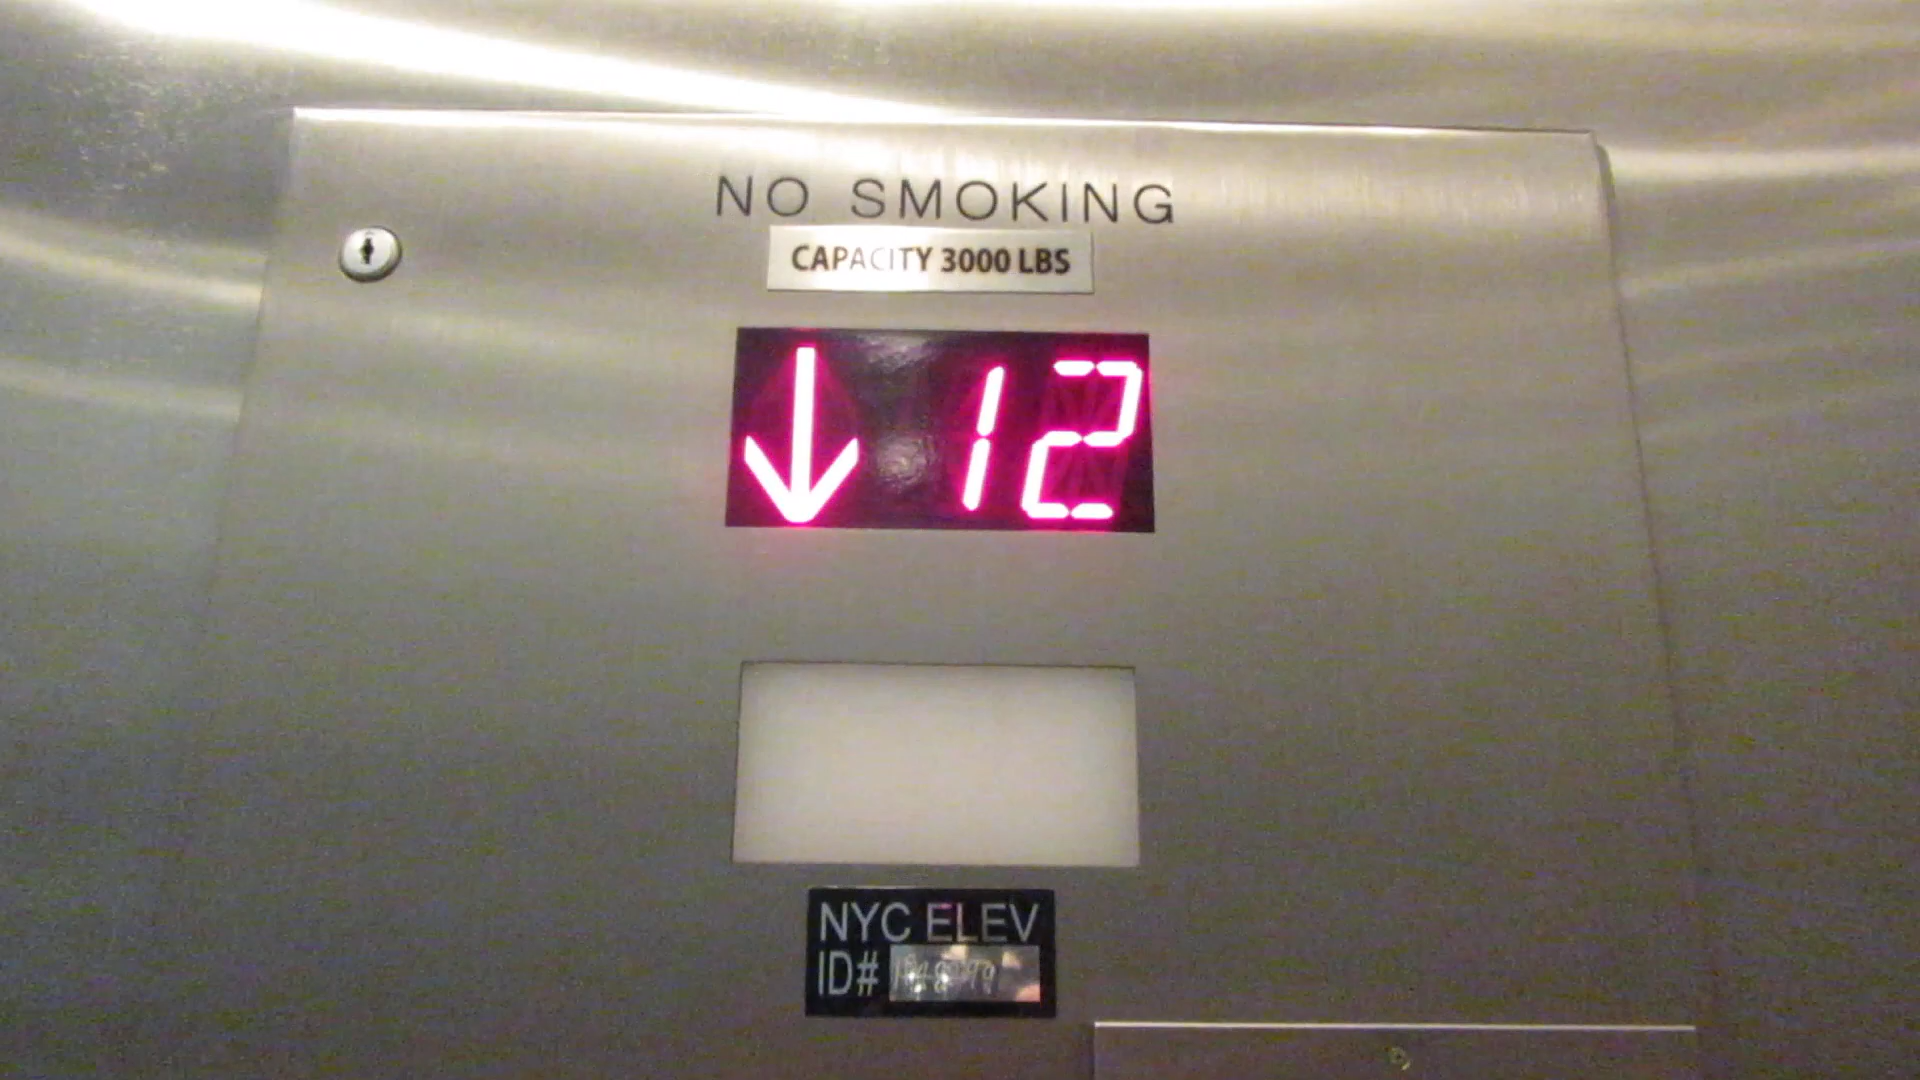 NO SMOKING
CAPACITY 3000 LBS
↓ 12
NYC ELEV
ID#